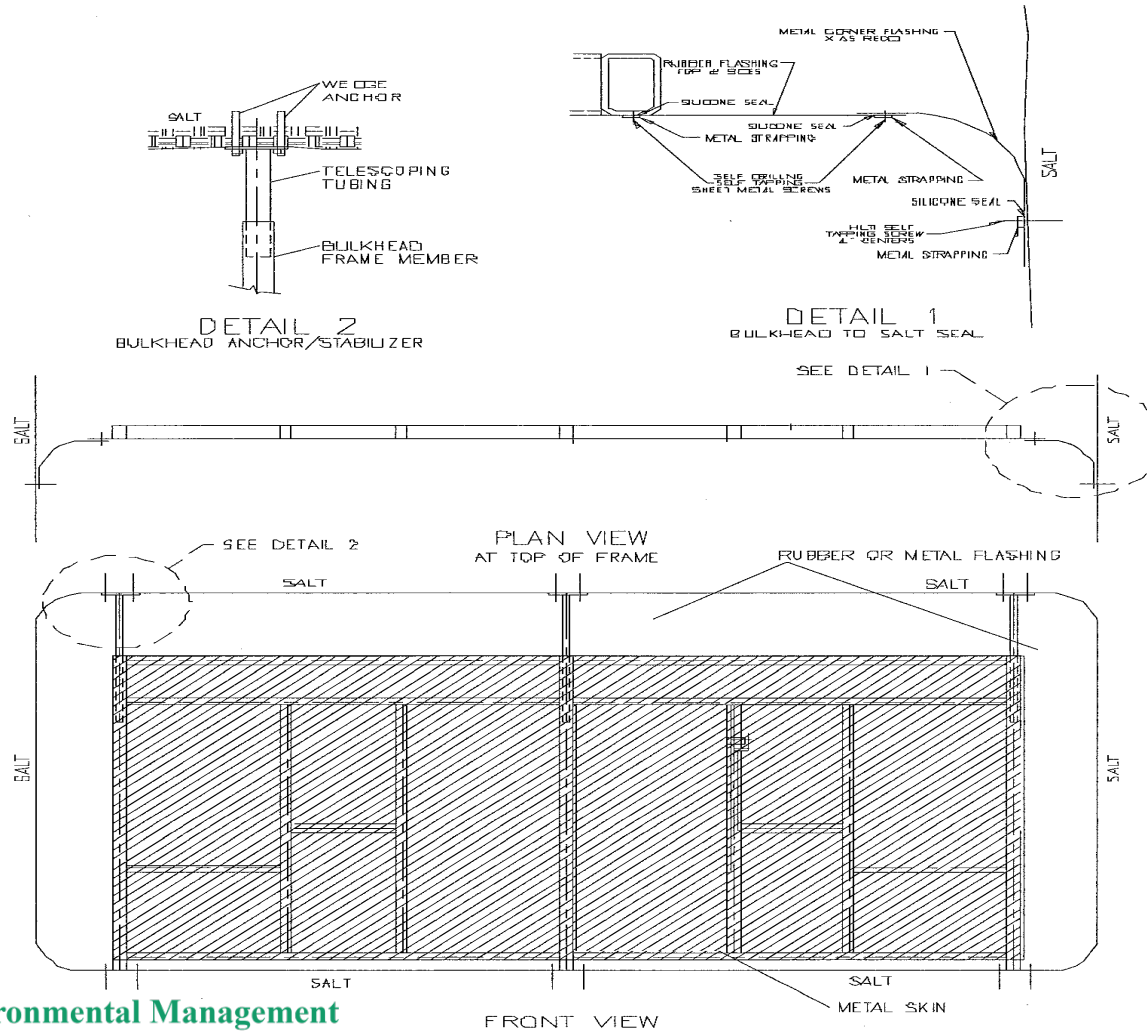 WEDGE
ANCHOR
SALT
TELESCOPING
TUBING
BULKHEAD
FRAME MEMBER
DETAIL 2
BULKHEAD ANCHOR/STABILIZER
METAL CORNER FLASHING
X AS REQD
RUBBER FLASHING
TOP & SIDES
SILICONE SEAL
METAL STRAPPING
SILICONE SEAL
SELF DRILLING
SELF TAPPING
SHEET METAL SCREWS
METAL STRAPPING
SALT
SILICONE SEAL
HILTI SELF
TAPPING SCREW
CENTERS
METAL STRAPPING
DETAIL 1
BULKHEAD TO SALT SEAL
SEE DETAIL 1
SALT
SALT
PLAN VIEW
AT TOP OF FRAME
SEE DETAIL 2
RUBBER OR METAL FLASHING
SALT
SALT
SALT
SALT
SALT
SALT
METAL SKIN
FRONT VIEW
ronmental Management